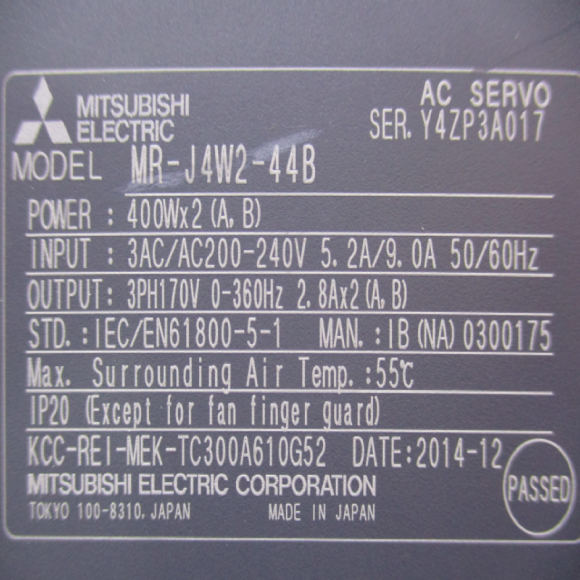 MITSUBISHI
ELECTRIC
AC SERVO
SER. Y4ZP3A017
MODEL MR-J4W2-44B
POWER : 400Wx2 (A, B)
INPUT : 3AC/AC200-240V 5.2A/9.0A 50/60Hz
OUTPUT: 3PH170V 0-360Hz 2.8Ax2 (A, B)
STD. : IEC/EN61800-5-1 MAN. : IB (NA) 0300175
Max. Surrounding Air Temp. :55℃
IP20 (Except for fan finger guard)
KCC-REI-MEK-TC300A610G52 DATE:2014-12
MITSUBISHI ELECTRIC CORPORATION
TOKYO 100-8310, JAPAN MADE IN JAPAN
PASSED